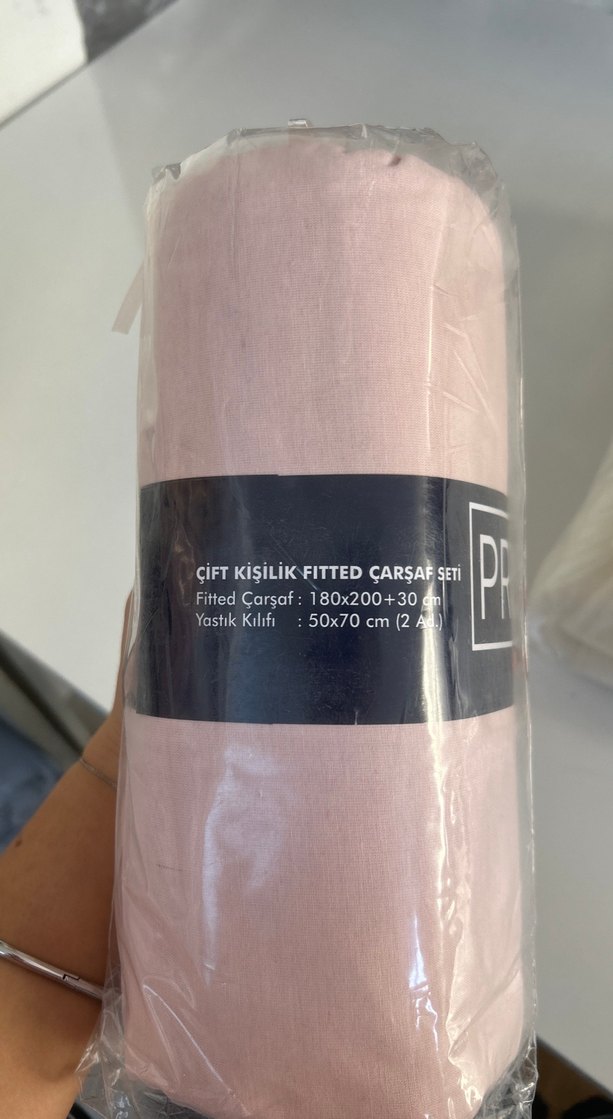 ÇİFT KİŞİLİK FITTED ÇARŞAF SETİ
Fitted Çarşaf : 180x200+30 cm
Yastık Kılıfı : 50x70 cm (2 Ad.)
PR